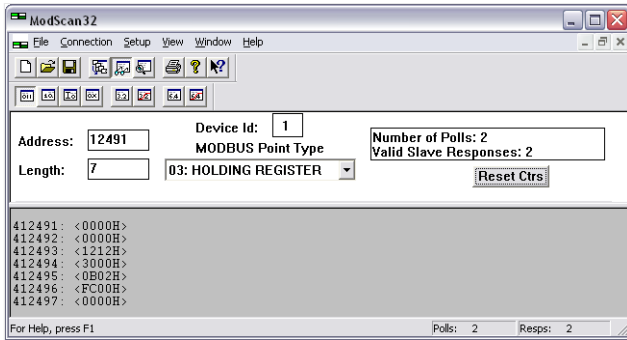 ModScan32
File Connection Setup View Window Help
Address: 12491
Device Id: 1
MODBUS Point Type
Length: 7
03: HOLDING REGISTER
Number of Polls: 2
Valid Slave Responses: 2
Reset Ctrs
412491: <0000H>
412492: <0000H>
412493: <1212H>
412494: <3000H>
412495: <0B02H>
412496: <FC00H>
412497: <0000H>
For Help, press F1
Polls: 2
Resps: 2